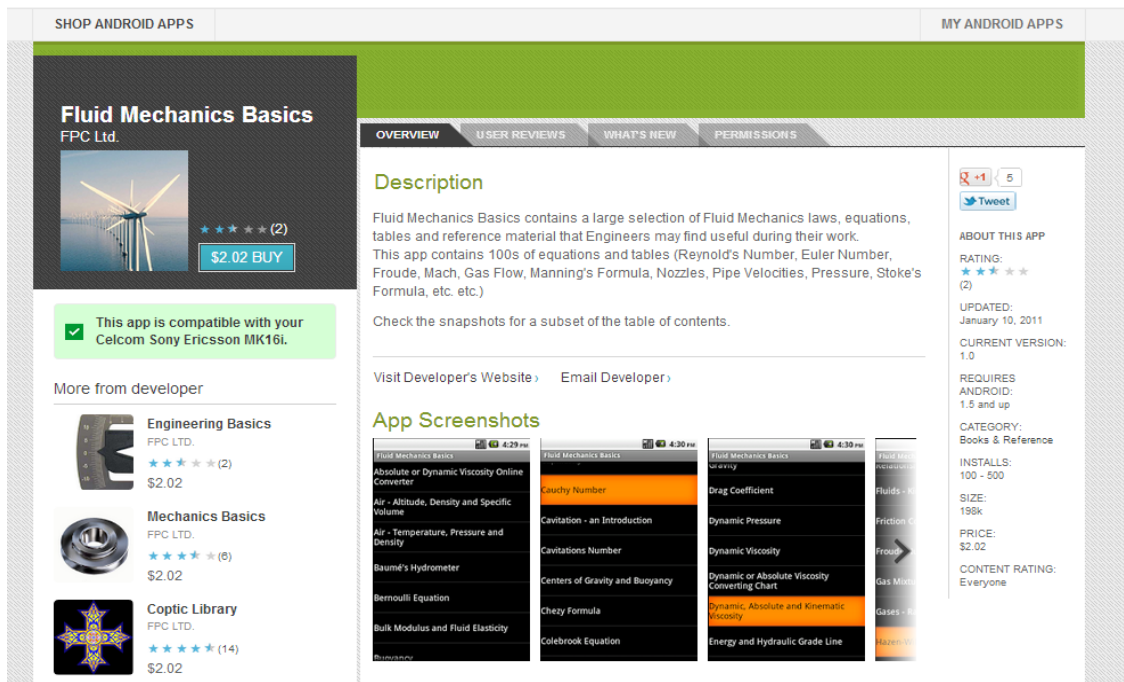 SHOP ANDROID APPS
MY ANDROID APPS
Fluid Mechanics Basics
FPC Ltd.
(2)
$2.02 BUY
This app is compatible with your
Celcom Sony Ericsson MK16i.
More from developer
Engineering Basics
FPC LTD.
(2)
$2.02
Mechanics Basics
FPC LTD.
(6)
$2.02
Coptic Library
FPC LTD.
(14)
$2.02
OVERVIEW
USER REVIEWS
WHAT'S NEW
PERMISSIONS
Description
Fluid Mechanics Basics contains a large selection of Fluid Mechanics laws, equations,
tables and reference material that Engineers may find useful during their work.
This app contains 100s of equations and tables (Reynold's Number, Euler Number,
Froude, Mach, Gas Flow, Manning's Formula, Nozzles, Pipe Velocities, Pressure, Stoke's
Formula, etc. etc.)
Check the snapshots for a subset of the table of contents.
Visit Developer's Website ›
Email Developer ›
App Screenshots
4:29 PM
Fluid Mechanics Basics
Absolute or Dynamic Viscosity Online
Converter
Air - Altitude, Density and Specific
Volume
Air - Temperature, Pressure and
Density
Baumé's Hydrometer
Bernoulli Equation
Bulk Modulus and Fluid Elasticity
Buoyancy
4:30 PM
Fluid Mechanics Basics
Cauchy Number
Cavitation - an Introduction
Cavitations Number
Centers of Gravity and Buoyancy
Chezy Formula
Colebrook Equation
4:30 PM
Fluid Mechanics Basics
Gravity
Drag Coefficient
Dynamic Pressure
Dynamic Viscosity
Dynamic or Absolute Viscosity
Converting Chart
Dynamic, Absolute and Kinematic
Viscosity
Energy and Hydraulic Grade Line
Fluids - 
Friction
Froud
Gas Mixt
Gases - 
Hazen-W
g +1
5
Tweet
ABOUT THIS APP
RATING:
(2)
UPDATED:
January 10, 2011
CURRENT VERSION:
1.0
REQUIRES
ANDROID:
1.5 and up
CATEGORY:
Books & Reference
INSTALLS:
100 - 500
SIZE:
198k
PRICE:
$2.02
CONTENT RATING:
Everyone